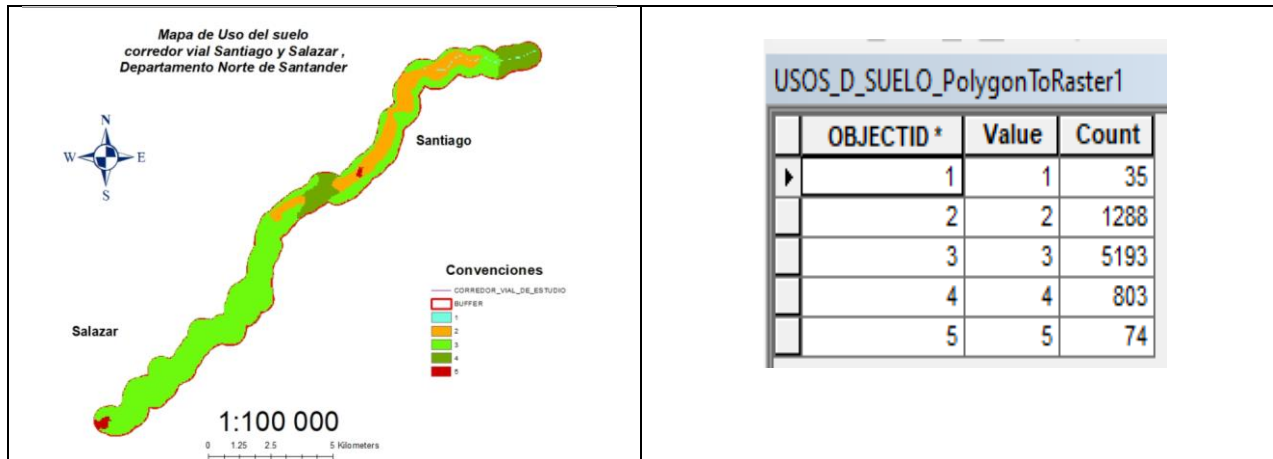 Mapa de Uso del suelo
corredor vial Santiago y Salazar ,
Departamento Norte de Santander
N
W E
S
Santiago
Salazar
Convenciones
CORREDOR_VIAL_DE_ESTUDIO
BUFFER
1
2
3
4
5
1:100 000
0 1.25 2.5 5 Kilometers
USOS_D_SUELO_PolygonToRaster1
OBJECTID * Value Count
1 1 35
2 2 1288
3 3 5193
4 4 803
5 5 74